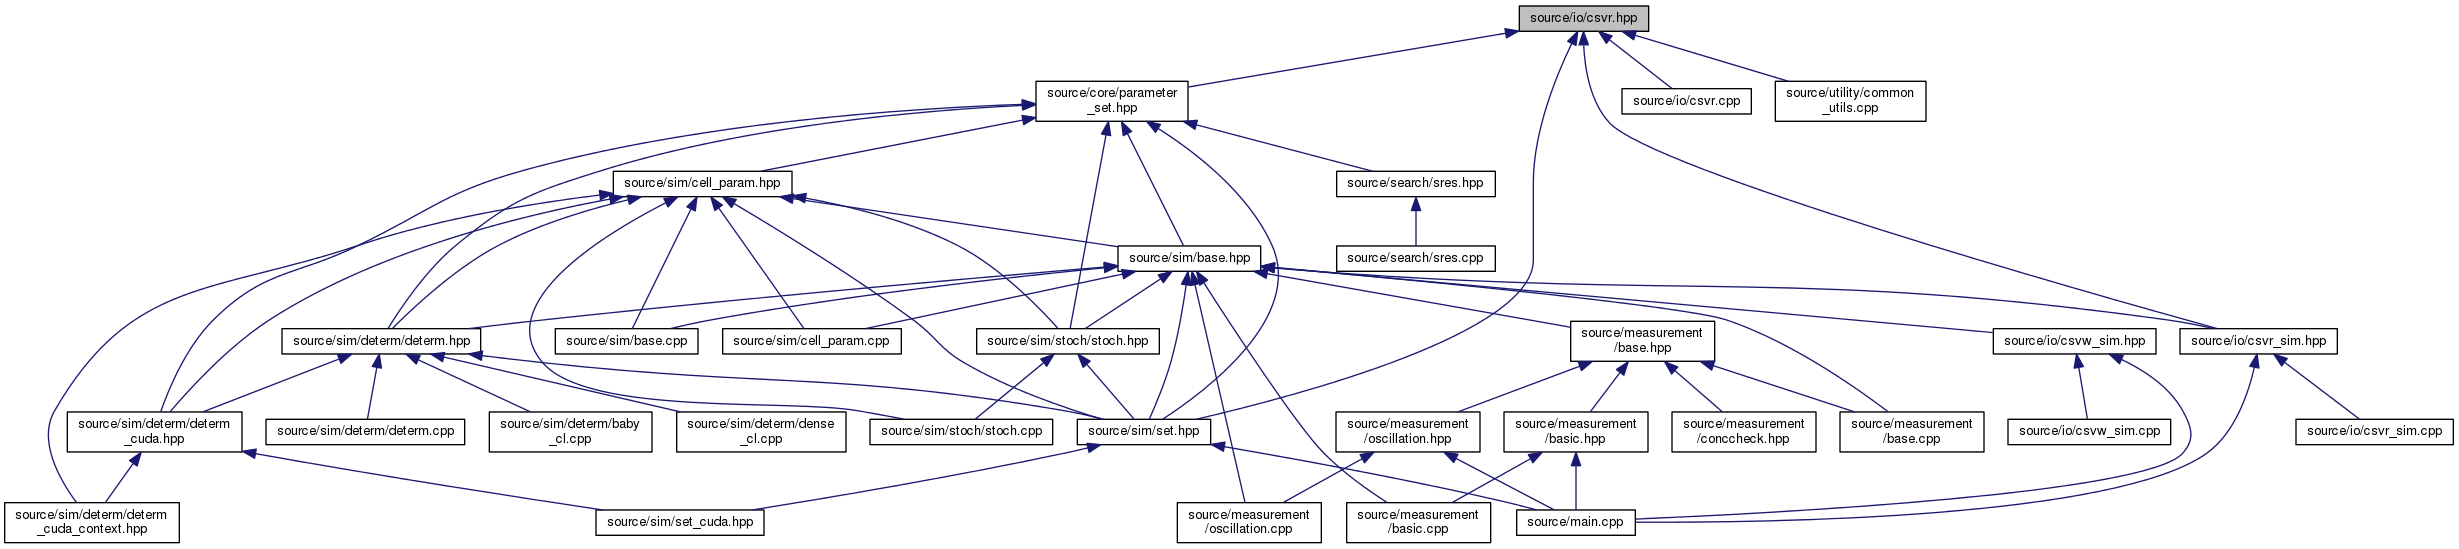 source/io/csvr.hpp
source/core/parameter
_set.hpp
source/io/csvr.cpp
source/utility/common
_utils.cpp
source/sim/cell_param.hpp
source/search/sres.hpp
source/sim/base.hpp
source/search/sres.cpp
source/sim/determ/determ.hpp
source/sim/base.cpp
source/sim/cell_param.cpp
source/sim/stoch/stoch.hpp
source/measurement
/base.hpp
source/io/csvw_sim.hpp
source/io/csvr_sim.hpp
source/sim/determ/determ
_cuda.hpp
source/sim/determ/determ.cpp
source/sim/determ/baby
_cl.cpp
source/sim/determ/dense
_cl.cpp
source/sim/stoch/stoch.cpp
source/sim/set.hpp
source/measurement
/oscillation.hpp
source/measurement
/basic.hpp
source/measurement
/conccheck.hpp
source/measurement
/base.cpp
source/io/csvw_sim.cpp
source/io/csvr_sim.cpp
source/sim/determ/determ
_cuda_context.hpp
source/sim/set_cuda.hpp
source/measurement
/oscillation.cpp
source/measurement
/basic.cpp
source/main.cpp